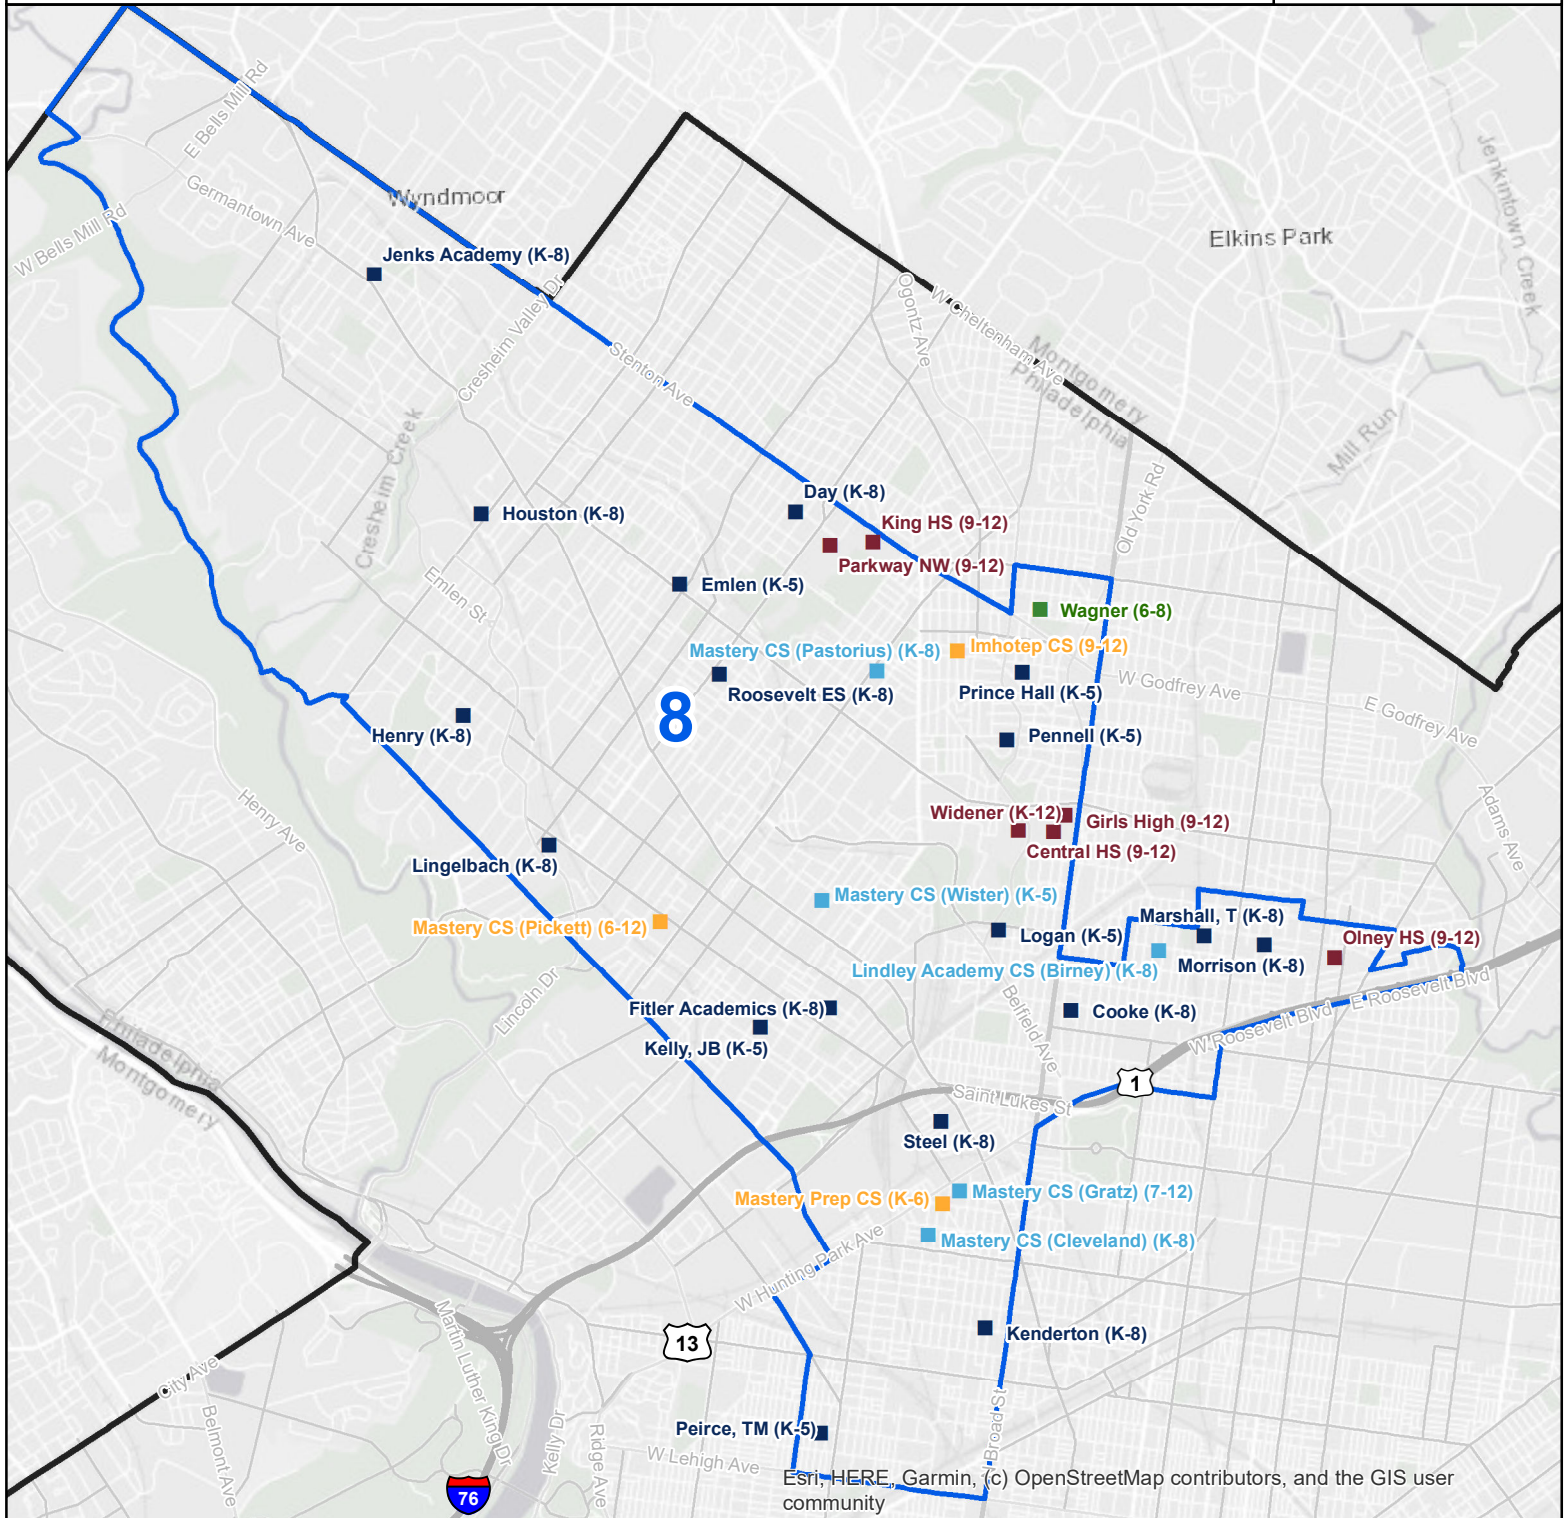 E Bells Mill Rd
Germantown Ave
Wyndmoor
W Bells Mill Rd
Jenkintown Creek
Elkins Park
Jenks Academy (K-8)
Cresheim Valley Dr
Ogontz Ave
W Cheltenham Ave
Montgomery
Philadelphia
Stenton Ave
Mill Run
Cresheim Creek
Old York Rd
Day (K-8)
Houston (K-8)
King HS (9-12)
Parkway NW (9-12)
Emlen St
Emlen (K-5)
Wagner (6-8)
Mastery CS (Pastorius) (K-8)
Imhotep CS (9-12)
W Godfrey Ave
Roosevelt ES (K-8)
Prince Hall (K-5)
E Godfrey Ave
8
Henry (K-8)
Pennell (K-5)
Henry Ave
Adams Ave
Widener (K-12)
Girls High (9-12)
Central HS (9-12)
Lingelbach (K-8)
Mastery CS (Wister) (K-5)
Mastery CS (Pickett) (6-12)
Marshall, T (K-8)
Logan (K-5)
Olney HS (9-12)
Lindley Academy CS (Birney) (K-8)
Morrison (K-8)
Lincoln Dr
Belfield Ave
E Roosevelt Blvd
Fitler Academics (K-8)
Cooke (K-8)
W Roosevelt Blvd
Kelly, JB (K-5)
Philadelphia
Montgomery
1
Saint Lukes St
Steel (K-8)
Mastery Prep CS (K-6)
Mastery CS (Gratz) (7-12)
Mastery CS (Cleveland) (K-8)
W Hunting Park Ave
13
Kenderton (K-8)
Martin Luther King Dr
City Ave
Belmont Ave
Kelly Dr
Ridge Ave
N Broad St
Peirce, TM (K-5)
W Lehigh Ave
76
Esri, HERE, Garmin, (c) OpenStreetMap contributors, and the GIS user
community